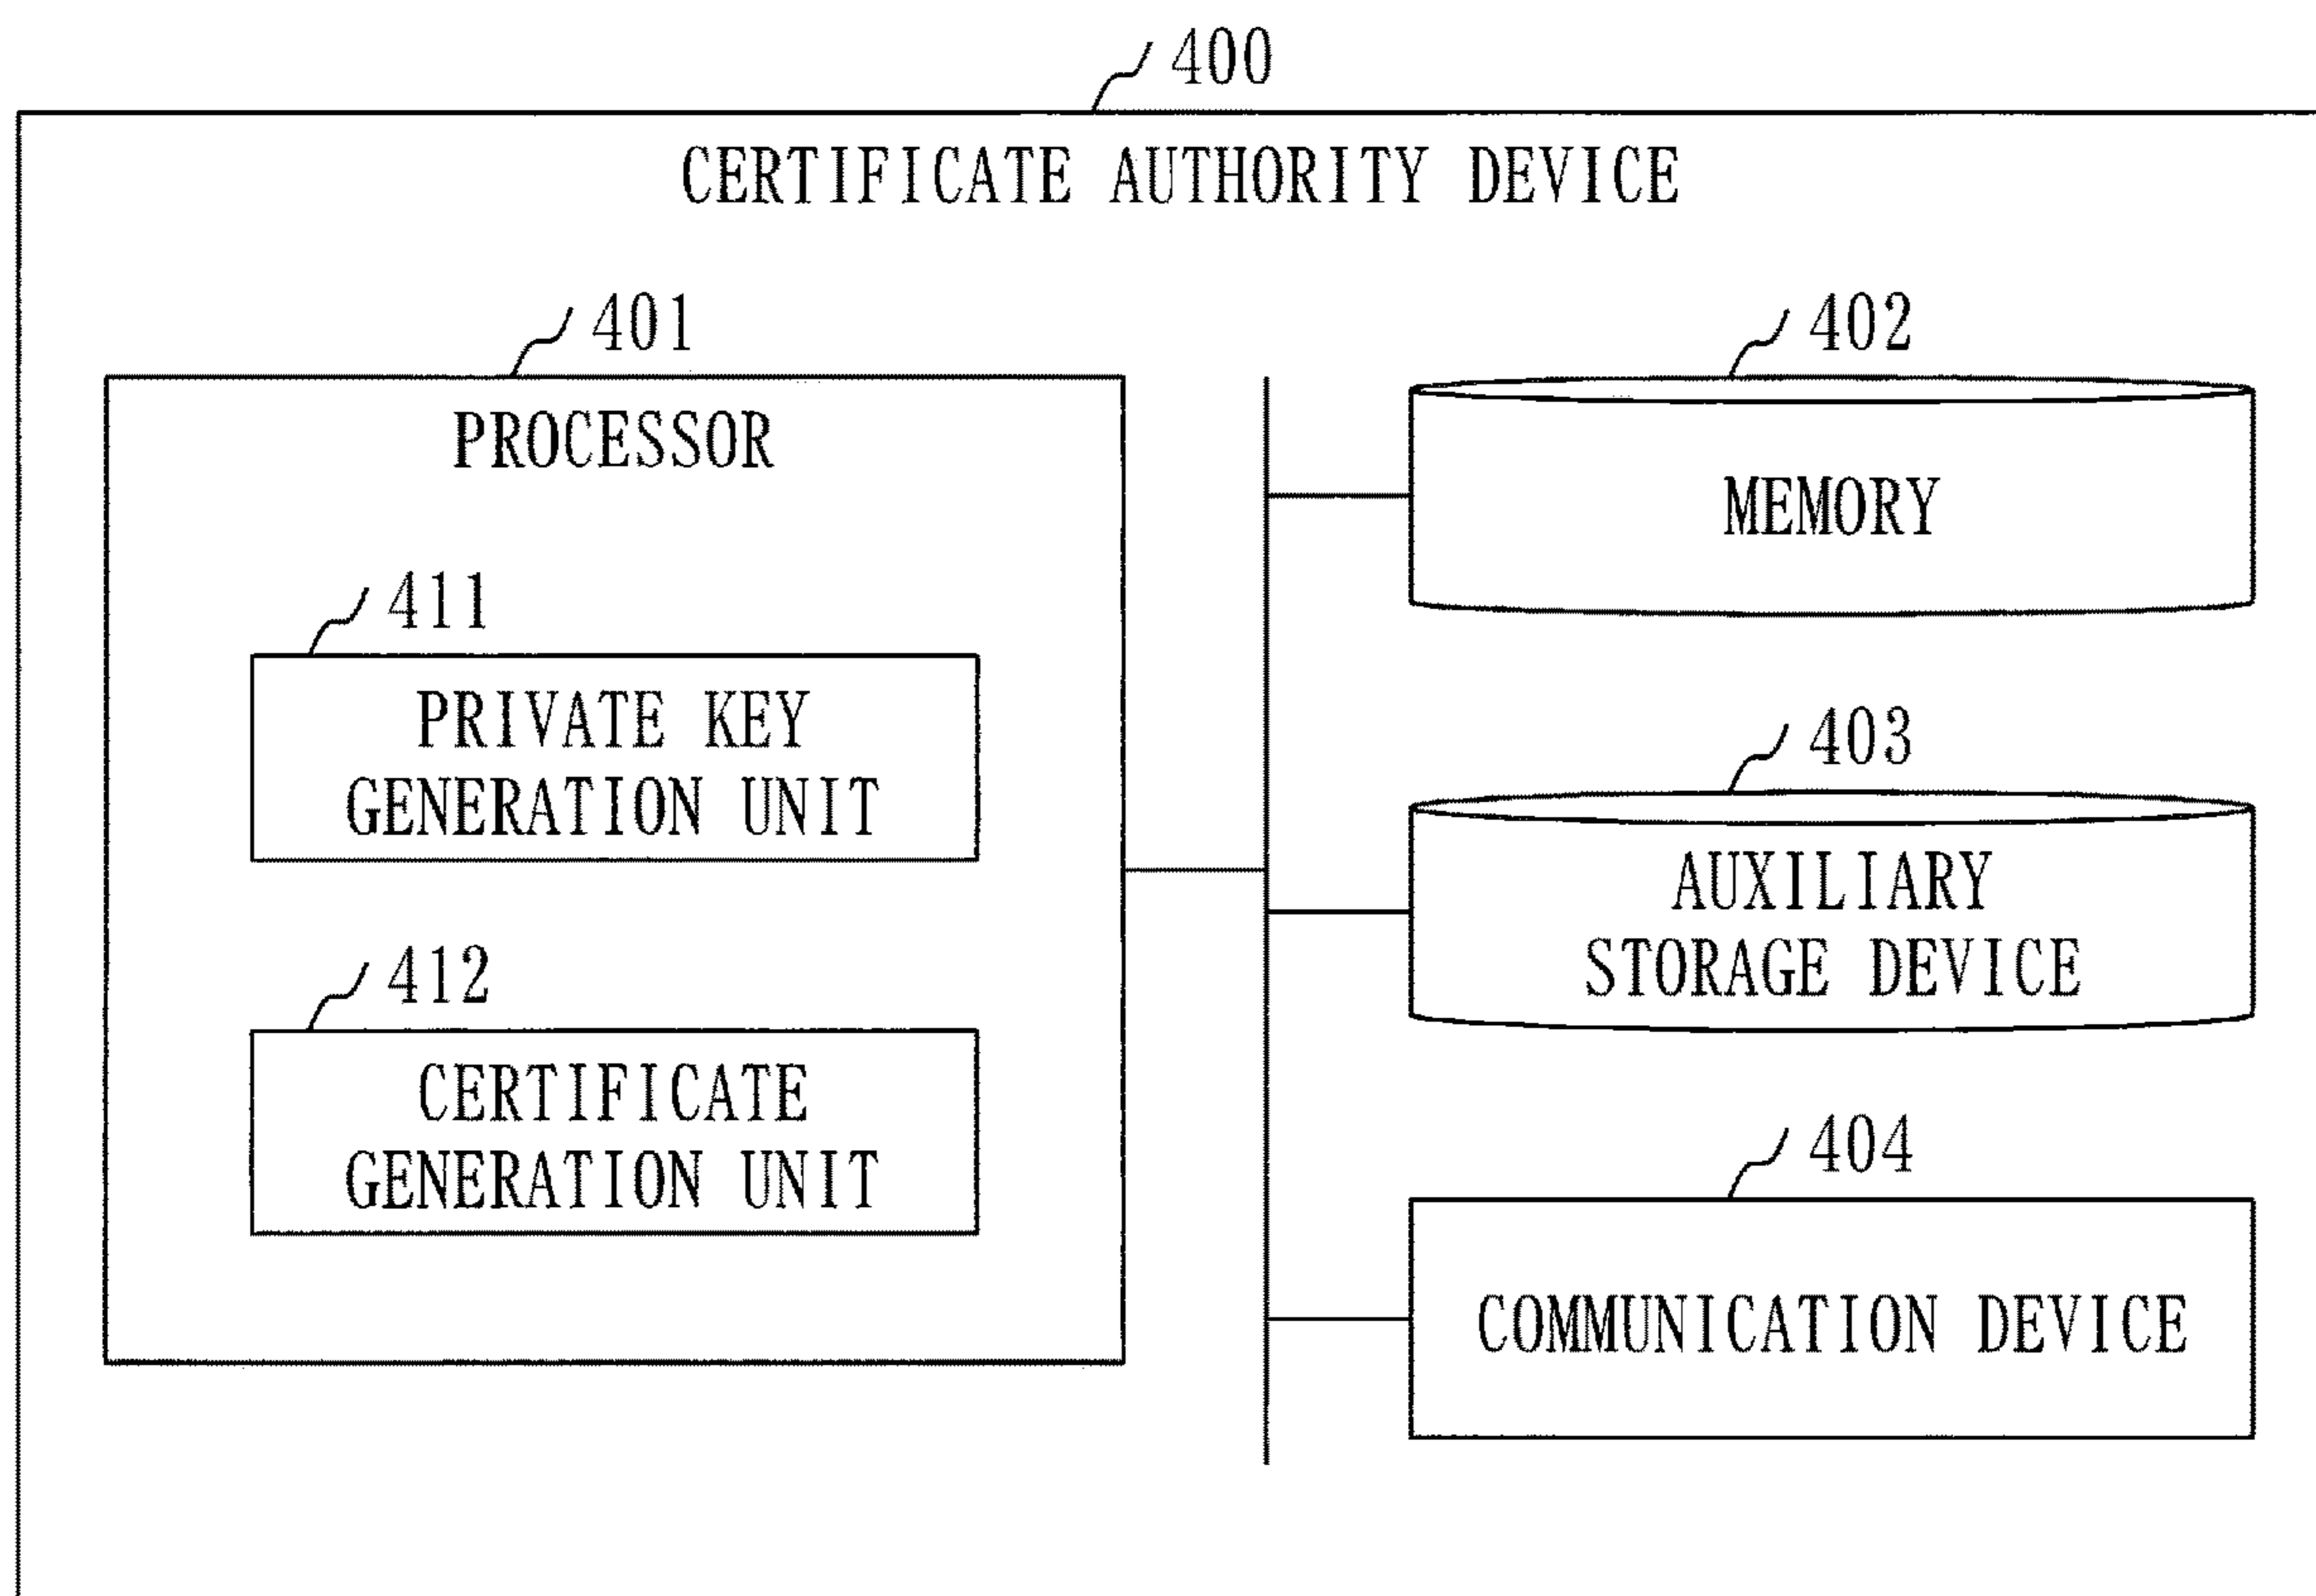 400
CERTIFICATE AUTHORITY DEVICE
401
PROCESSOR
411
PRIVATE KEY
GENERATION UNIT
412
CERTIFICATE
GENERATION UNIT
402
MEMORY
403
AUXILIARY
STORAGE DEVICE
404
COMMUNICATION DEVICE